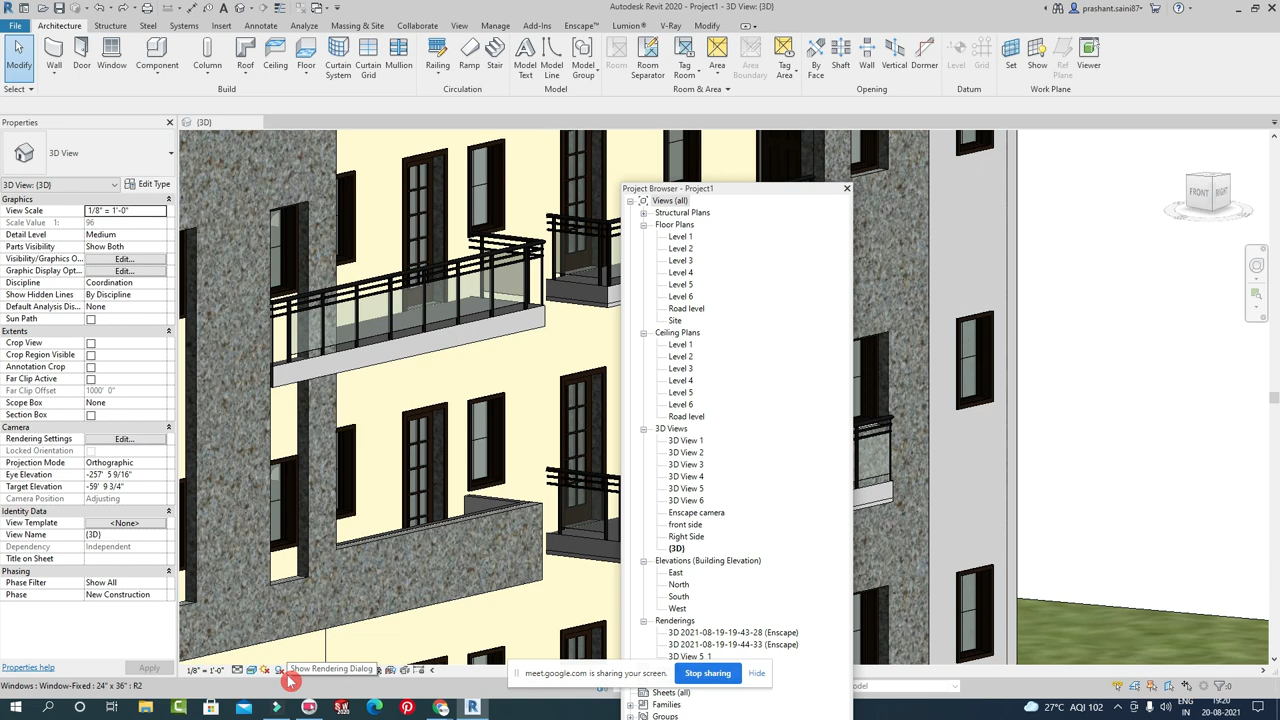 Autodesk Revit 2020 - Project1
prashant.saini87
File Architecture Structure Steel Systems Insert Annotate Analyze Massing & Site Collaborate View Manage Add-Ins Enscape™ Lumion® V-Ray Modify
Modify Wall Door Window Component Column Roof Ceiling Floor Curtain System Curtain Grid Mullion Railing Ramp Stair Model Text Model Line Model Group Room Room Separator Tag Room Area Area Boundary Tag Area By Face Shaft Wall Vertical Dormer Level Grid Set Show Ref Plane Viewer
Select Build Circulation Model Room & Area Opening Datum Work Plane
Properties
{3D}
3D View
3D View: {3D} Edit Type
Graphics
View Scale 1/8" = 1'-0"
Scale Value 1: 96
Detail Level Medium
Parts Visibility Show Both
Visibility/Graphics O... Edit...
Graphic Display Opt... Edit...
Discipline Coordination
Show Hidden Lines By Discipline
Default Analysis Dis... None
Sun Path
Extents
Crop View
Crop Region Visible
Annotation Crop
Far Clip Active
Far Clip Offset 1000' 0"
Scope Box None
Section Box
Camera
Rendering Settings Edit...
Locked Orientation
Projection Mode Orthographic
Eye Elevation -257' 5 9/16"
Target Elevation -59' 9 3/4"
Camera Position Adjusting
Identity Data
View Template <None>
View Name {3D}
Dependency Independent
Title on Sheet
Phasing
Phase Filter Show All
Phase New Construction
Properties help Apply
Project Browser - Project1
Views (all)
Structural Plans
Floor Plans
Level 1
Level 2
Level 3
Level 4
Level 5
Level 6
Road level
Site
Ceiling Plans
Level 1
Level 2
Level 3
Level 4
Level 5
Level 6
Road level
3D Views
3D View 1
3D View 2
3D View 3
3D View 4
3D View 5
3D View 6
Enscape camera
front side
Right Side
{3D}
Elevations (Building Elevation)
East
North
South
West
Renderings
3D 2021-08-19-19-43-28 (Enscape)
3D 2021-08-19-19-44-33 (Enscape)
3D View 5_1
Sheets (all)
Families
Groups
FRONT RIGHT
1/8" = 1'-0"
Show Rendering Dialog
meet.google.com is sharing your screen. Stop sharing Hide
Windows : Window-Fixed : 24" x 36" : R2
:0
27°C AQI 102
ENG
IN
19:20
20-08-2021